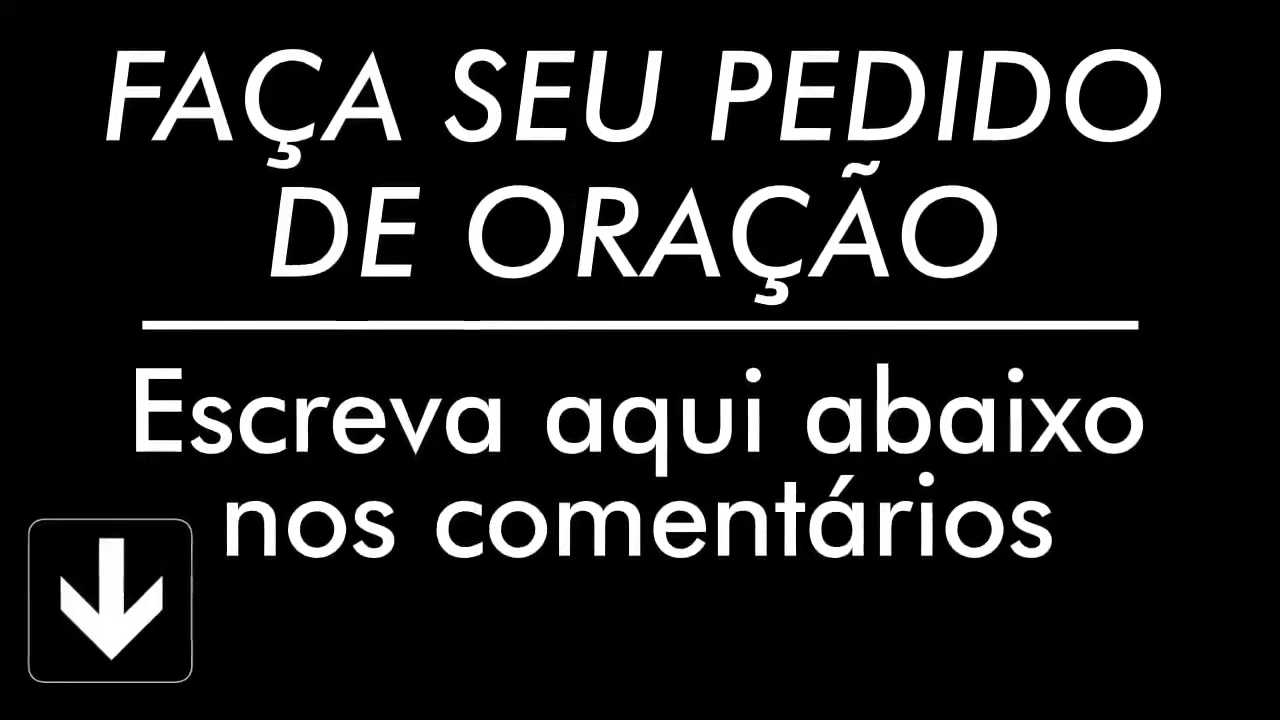 FAÇA SEU PEDIDO
DE ORAÇÃO
Escreva aqui abaixo
nos comentários